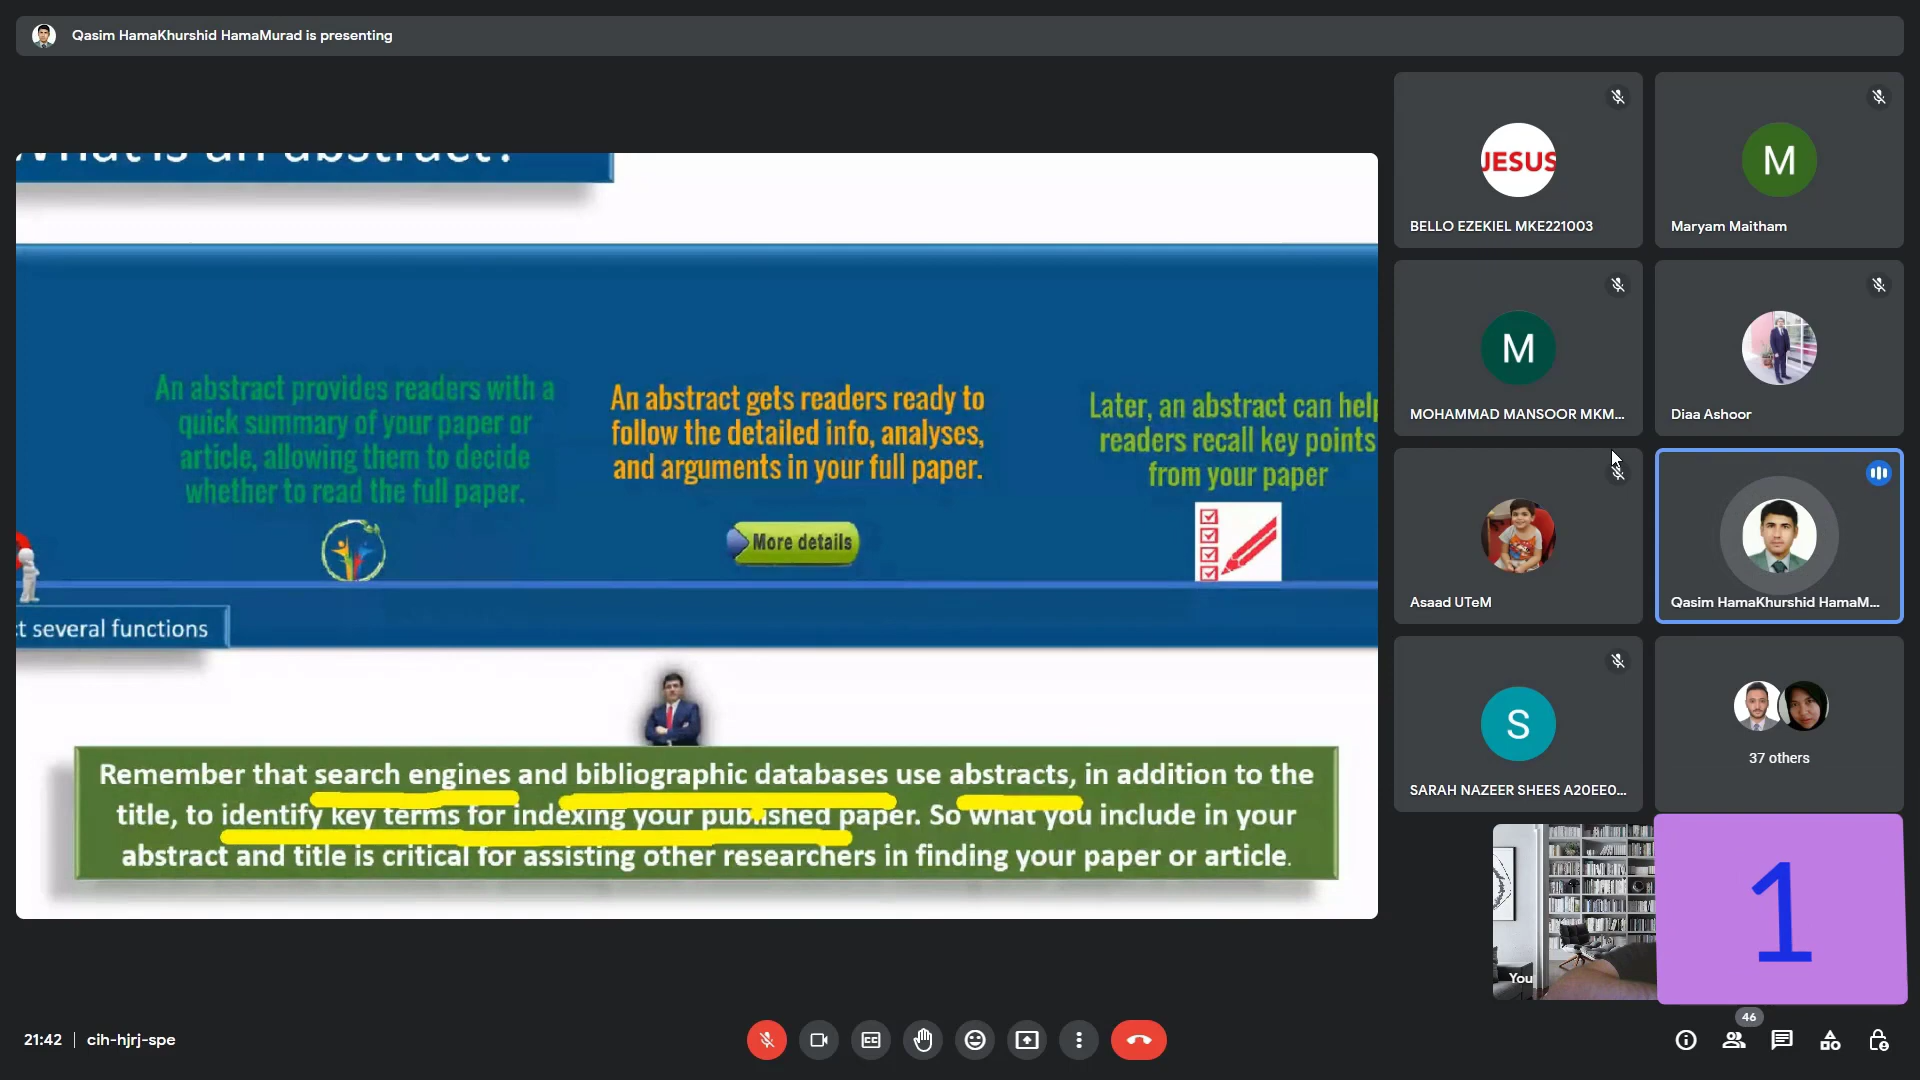 Qasim HamaKhurshid HamaMurad is presenting
What is an abstract?
An abstract provides readers with a
quick summary of your paper or
article, allowing them to decide
whether to read the full paper.
An abstract gets readers ready to
follow the detailed info, analyses,
and arguments in your full paper.
More details
Later, an abstract can help
readers recall key points
from your paper
t several functions
Remember that search engines and bibliographic databases use abstracts, in addition to the
title, to identify key terms for indexing your published paper. So what you include in your
abstract and title is critical for assisting other researchers in finding your paper or article.
JESUS
BELLO EZEKIEL MKE221003
M
Maryam Maitham
M
MOHAMMAD MANSOOR MKM...
Diaa Ashoor
Asaad UTeM
Qasim HamaKhurshid HamaM...
S
SARAH NAZEER SHEES A20EE0...
37 others
You
1
21:42
cih-hjrj-spe
CC
46